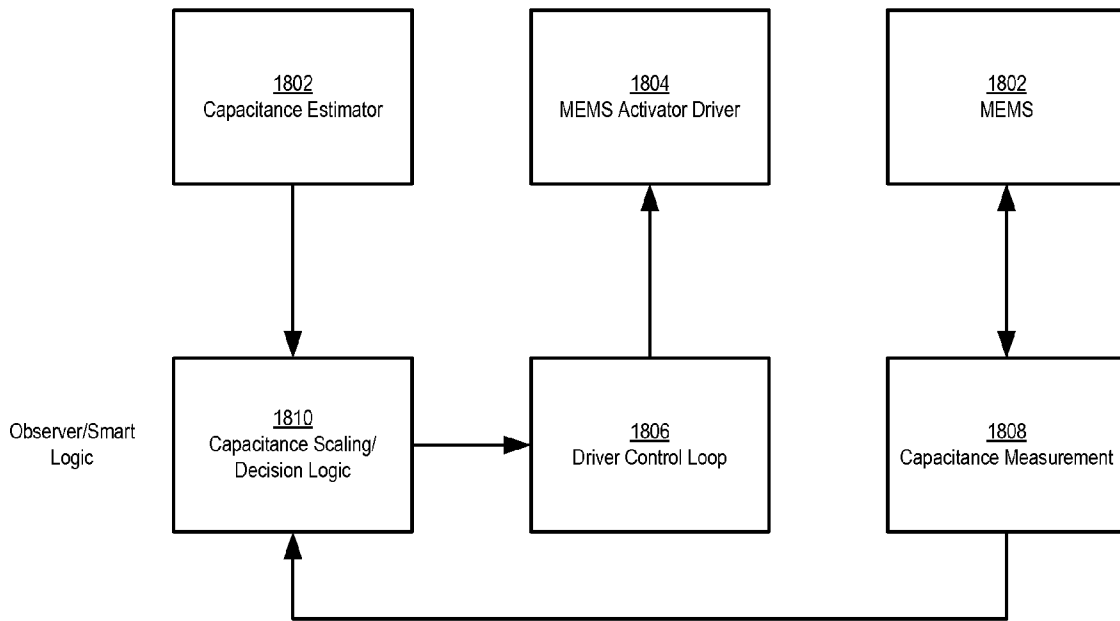 1802
Capacitance Estimator
1804
MEMS Activator Driver
1802
MEMS
Observer/Smart
Logic
1810
Capacitance Scaling/
Decision Logic
1806
Driver Control Loop
1808
Capacitance Measurement